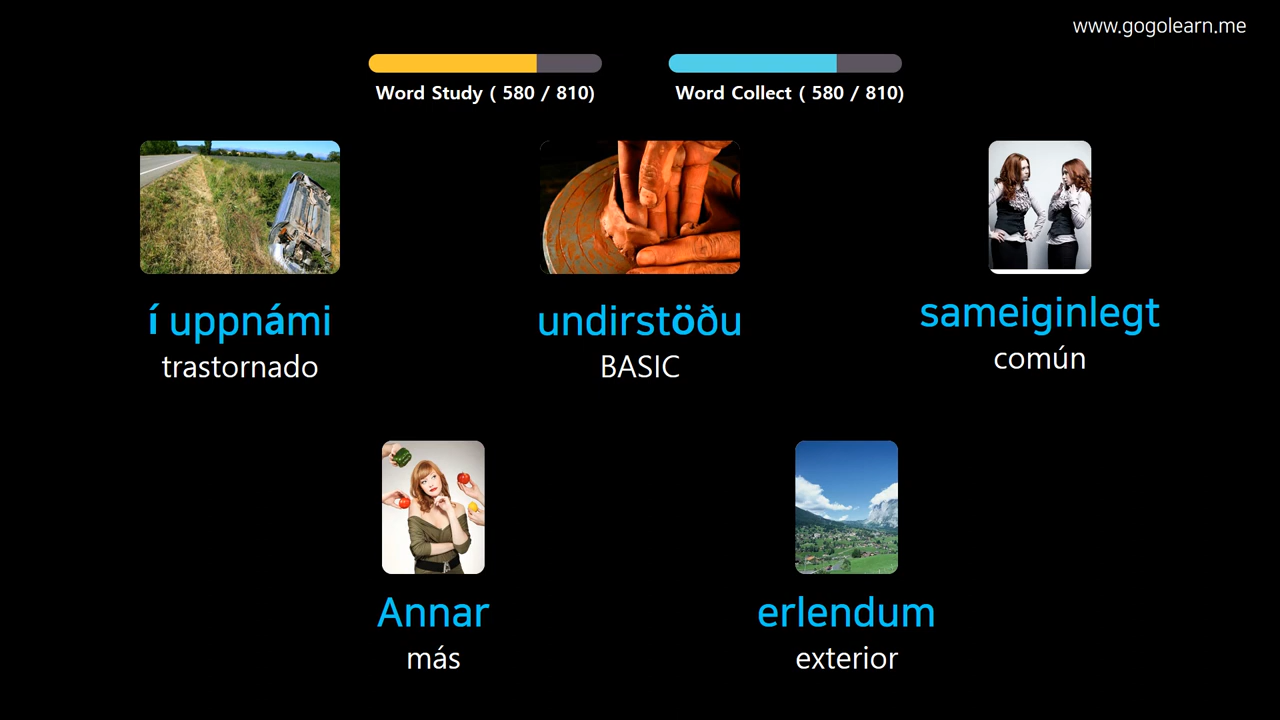 www.gogolearn.me
Word Study ( 580 / 810)
Word Collect ( 580 / 810)
í uppnámi
trastornado
undirstöðu
BASIC
sameiginlegt
común
Annar
más
erlendum
exterior